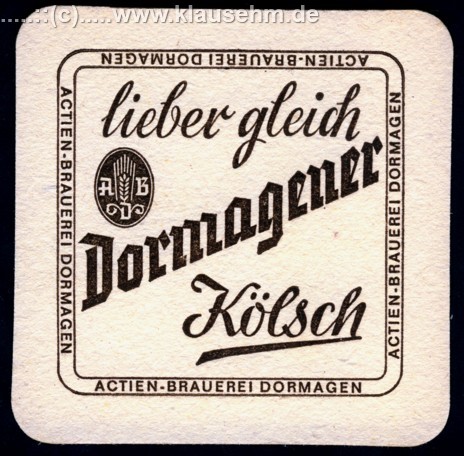 ......::(c).....www.klausehm.de
ACTIEN-BRAUEREI DORMAGEN
lieber gleich
ABD
Dormagener
Kölsch
ACTIEN-BRAUEREI DORMAGEN
ACTIEN-BRAUEREI DORMAGEN
ACTIEN-BRAUEREI DORMAGEN